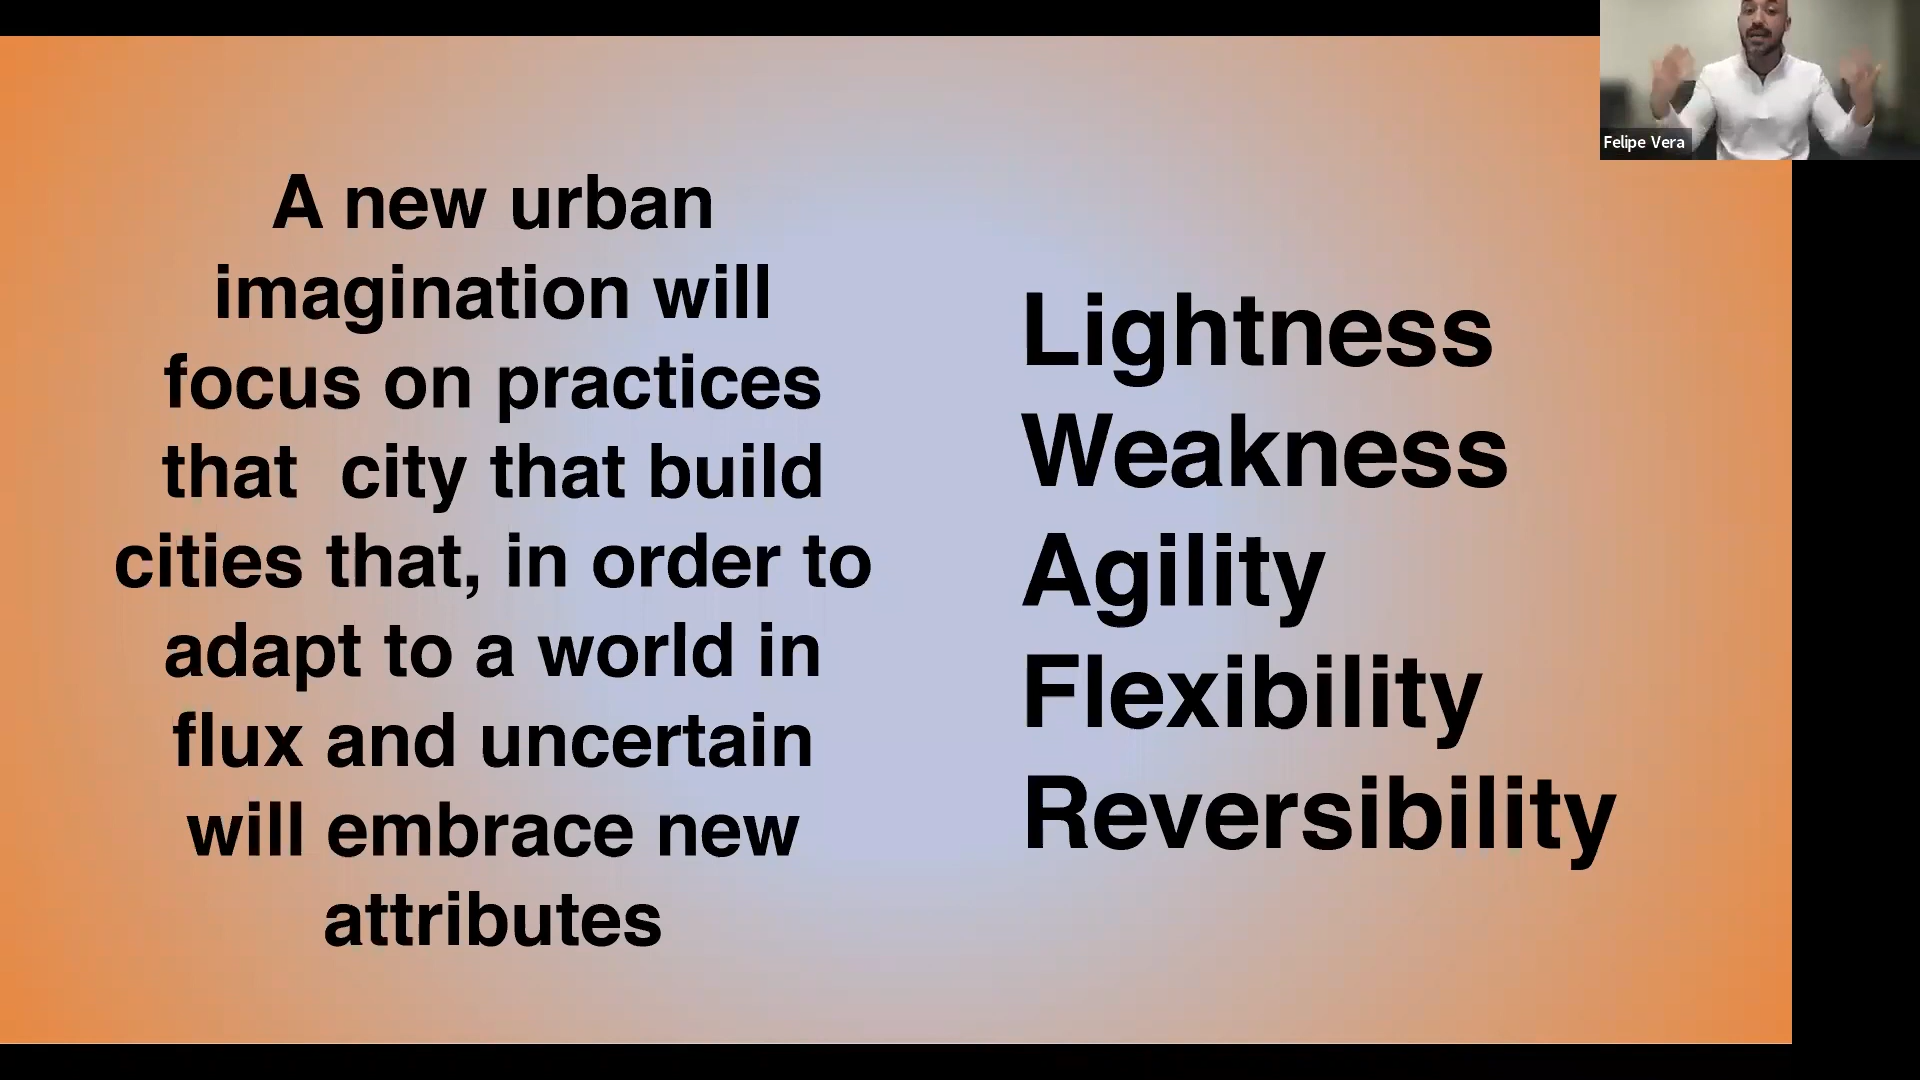 A new urban
imagination will
focus on practices
that  city that build
cities that, in order to
adapt to a world in
flux and uncertain
will embrace new
attributes
Lightness
Weakness
Agility
Flexibility
Reversibility
Felipe Vera